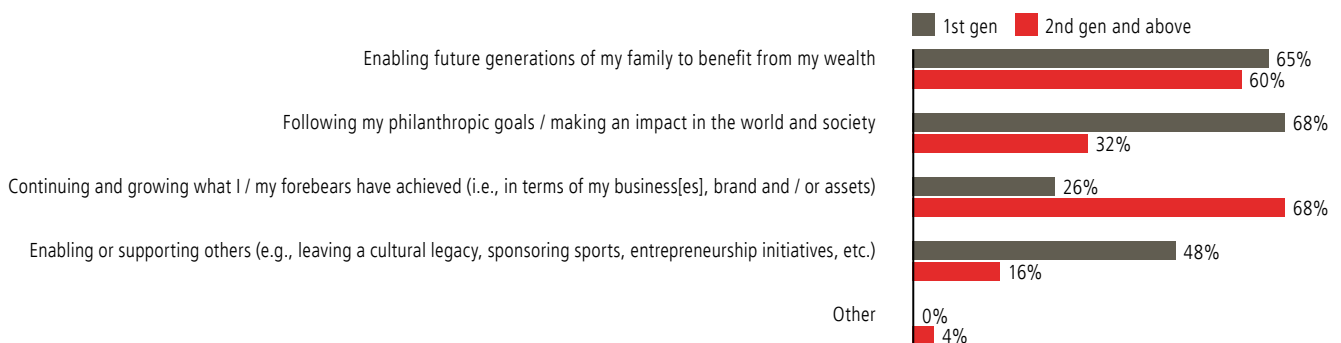 1st gen 2nd gen and above
Enabling future generations of my family to benefit from my wealth 65%
60%
Following my philanthropic goals / making an impact in the world and society 68%
32%
Continuing and growing what I / my forebears have achieved (i.e., in terms of my business[es], brand and / or assets) 26%
68%
Enabling or supporting others (e.g., leaving a cultural legacy, sponsoring sports, entrepreneurship initiatives, etc.) 48%
16%
Other 0%
4%